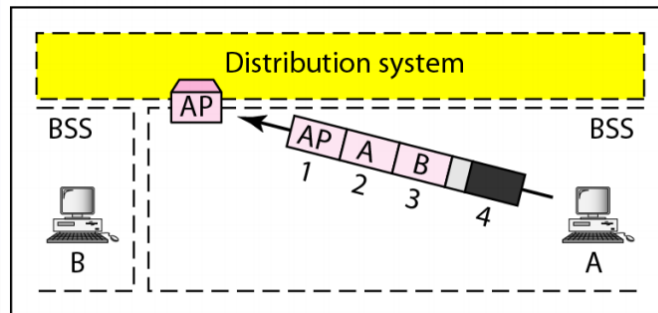 Distribution system
AP
BSS
BSS
AP A B
1 2 3 4
B
A